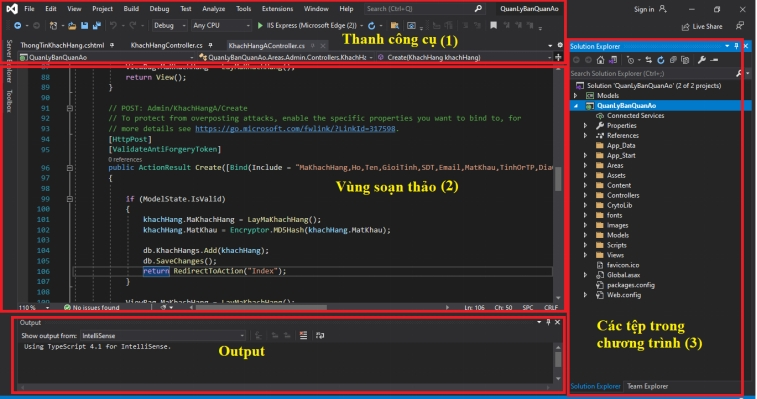 File Edit View Git Project Build Debug Test Analyze Tools Extensions Window Help Search (Ctrl+Q) QuanLyBanQuanAo Sign in
Debug Any CPU IIS Express (Microsoft Edge (2)) Live Share
Thanh công cụ (1)
ThongTinKhachHang.cshtml KhachHangController.cs KhachHangAController.cs
QuanLyBanQuanAo QuanLyBanQuanAo.Areas.Admin.Controllers.KhachHa Create(KhachHang khachHang)
Server Explorer
Toolbox
88 return View();
89 }
90
91 // POST: Admin/KhachHangA/Create
92 // To protect from overposting attacks, enable the specific properties you want to bind to, for
93 // more details see https://go.microsoft.com/fwlink/?LinkId=317598.
94 [HttpPost]
95 [ValidateAntiForgeryToken]
0 references
96 public ActionResult Create([Bind(Include = "MaKhachHang,Ho,Ten,GioiTinh,SDT,Email,MatKhau,TinhOrTP,Diac
97 {
98
99 if (ModelState.IsValid)
100 {
101 khachHang.MaKhachHang = LayMaKhachHang();
102 khachHang.MatKhau = Encryptor.MD5Hash(khachHang.MatKhau);
103
104 db.KhachHangs.Add(khachHang);
105 db.SaveChanges();
106 return RedirectToAction("Index");
107 }
108
109 ViewBag.MaKhachHang = LayMaKhachHang();
Vùng soạn thảo (2)
110 % No issues found Ln: 106 Ch: 50 SPC CRLF
Output
Show output from: IntelliSense
Using TypeScript 4.1 for IntelliSense.
Output
Solution Explorer
Search Solution Explorer (Ctrl+;)
Solution 'QuanLyBanQuanAo' (2 of 2 projects)
Models
QuanLyBanQuanAo
Connected Services
Properties
References
App_Data
App_Start
Areas
Assets
Content
Controllers
CrytoLib
fonts
Images
Models
Scripts
Views
favicon.ico
Global.asax
packages.config
Web.config
Các tệp trong
chương trình (3)
Solution Explorer Team Explorer